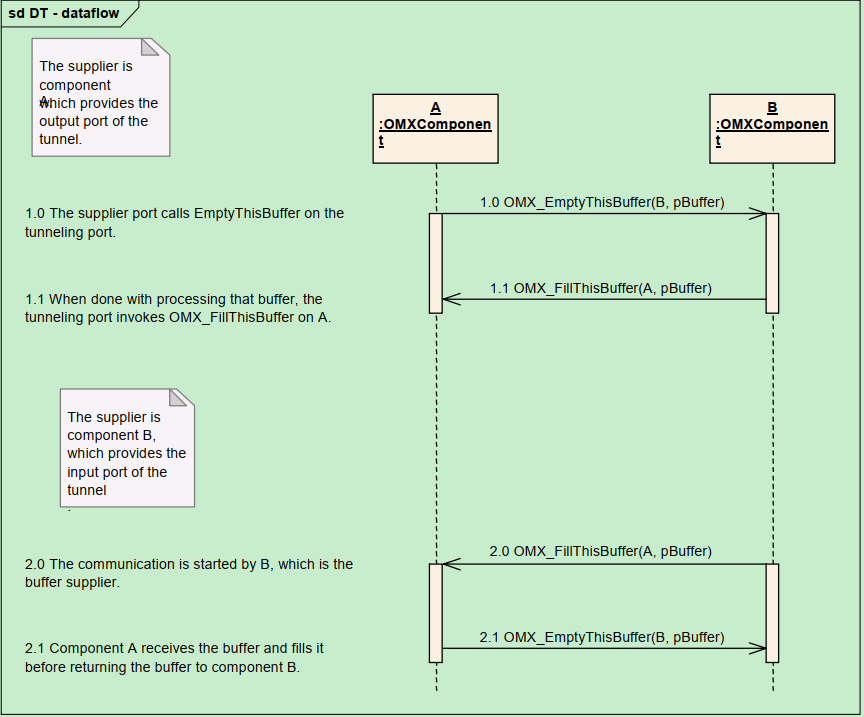 sd DT - dataflow
The supplier is
component
A
which provides the
output port of the
tunnel.
A
:OMXComponen
t
B
:OMXComponen
t
1.0 The supplier port calls EmptyThisBuffer on the
tunneling port.
1.0 OMX_EmptyThisBuffer(B, pBuffer)
1.1 When done with processing that buffer, the
tunneling port invokes OMX_FillThisBuffer on A.
1.1 OMX_FillThisBuffer(A, pBuffer)
The supplier is
component B,
which provides the
input port of the
tunnel
.
2.0 The communication is started by B, which is the
buffer supplier.
2.0 OMX_FillThisBuffer(A, pBuffer)
2.1 Component A receives the buffer and fills it
before returning the buffer to component B.
2.1 OMX_EmptyThisBuffer(B, pBuffer)